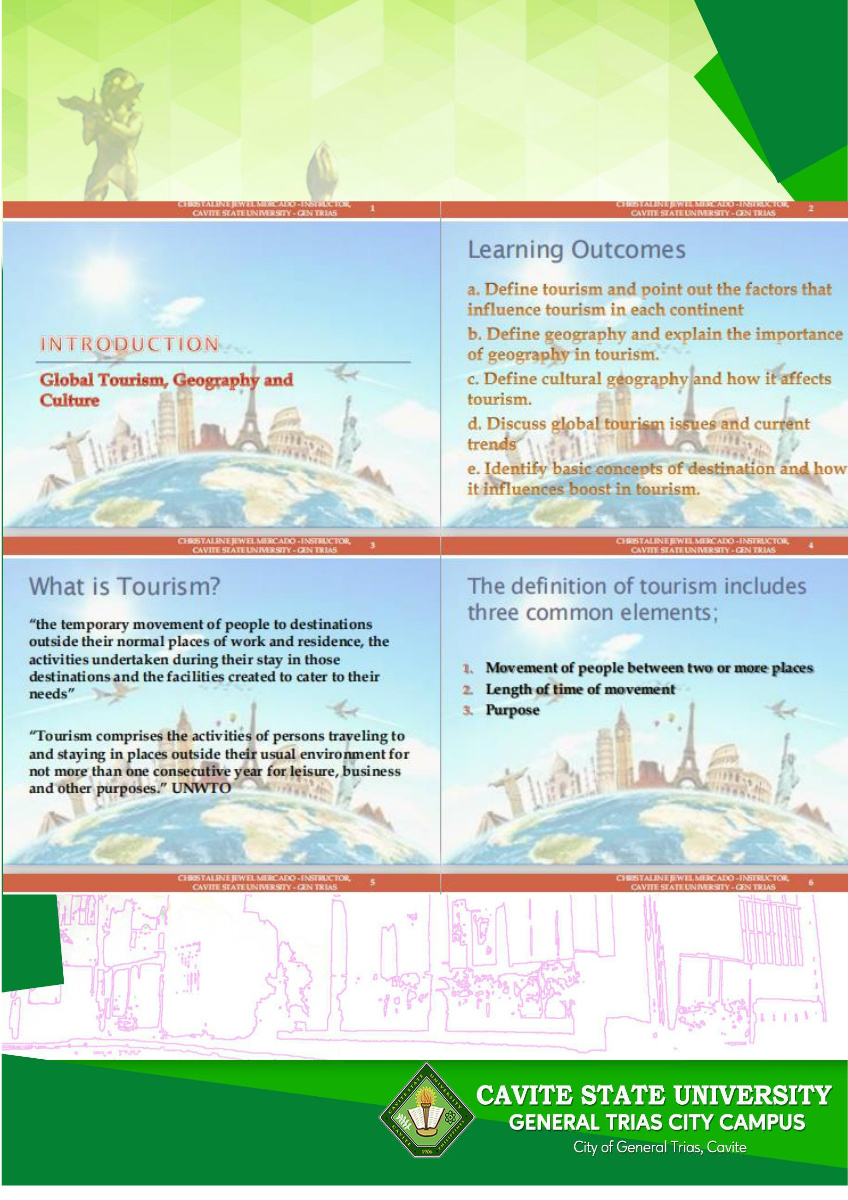 CHRISTALINE JEWEL MERCADO - INSTRUCTOR,
CAVITE STATE UNIVERSITY - GEN TRIAS
1
CHRISTALINE JEWEL MERCADO - INSTRUCTOR,
CAVITE STATE UNIVERSITY - GEN TRIAS
2
INTRODUCTION
Global Tourism, Geography and
Culture
CHRISTALINE JEWEL MERCADO - INSTRUCTOR,
CAVITE STATE UNIVERSITY - GEN TRIAS
3
Learning Outcomes
a. Define tourism and point out the factors that
influence tourism in each continent
b. Define geography and explain the importance
of geography in tourism.
c. Define cultural geography and how it affects
tourism.
d. Discuss global tourism issues and current
trends
e. Identify basic concepts of destination and how
it influences boost in tourism.
CHRISTALINE JEWEL MERCADO - INSTRUCTOR,
CAVITE STATE UNIVERSITY - GEN TRIAS
4
What is Tourism?
“the temporary movement of people to destinations
outside their normal places of work and residence, the
activities undertaken during their stay in those
destinations and the facilities created to cater to their
needs”
“Tourism comprises the activities of persons traveling to
and staying in places outside their usual environment for
not more than one consecutive year for leisure, business
and other purposes.” UNWTO
CHRISTALINE JEWEL MERCADO - INSTRUCTOR,
CAVITE STATE UNIVERSITY - GEN TRIAS
5
The definition of tourism includes
three common elements;
1. Movement of people between two or more places
2. Length of time of movement
3. Purpose
CHRISTALINE JEWEL MERCADO - INSTRUCTOR,
CAVITE STATE UNIVERSITY - GEN TRIAS
6
CAVITE STATE UNIVERSITY
GENERAL TRIAS CITY CAMPUS
City of General Trias, Cavite
CAVITE STATE UNIVERSITY
1906